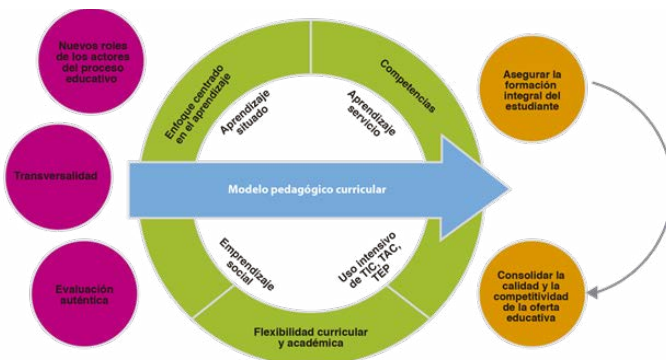 Nuevos roles
de los actores
del proceso
educativo
Transversalidad
Evaluación
auténtica
Enfoque centrado
en el aprendizaje
Competencias
Aprendizaje
situado
Aprendizaje
servicio
Modelo pedagógico curricular
Emprendizaje
social
Uso intensivo
de TIC, TAC,
TEP
Flexibilidad curricular
y académica
Asegurar la
formación
integral del
estudiante
Consolidar la
calidad y la
competitividad
de la oferta
educativa